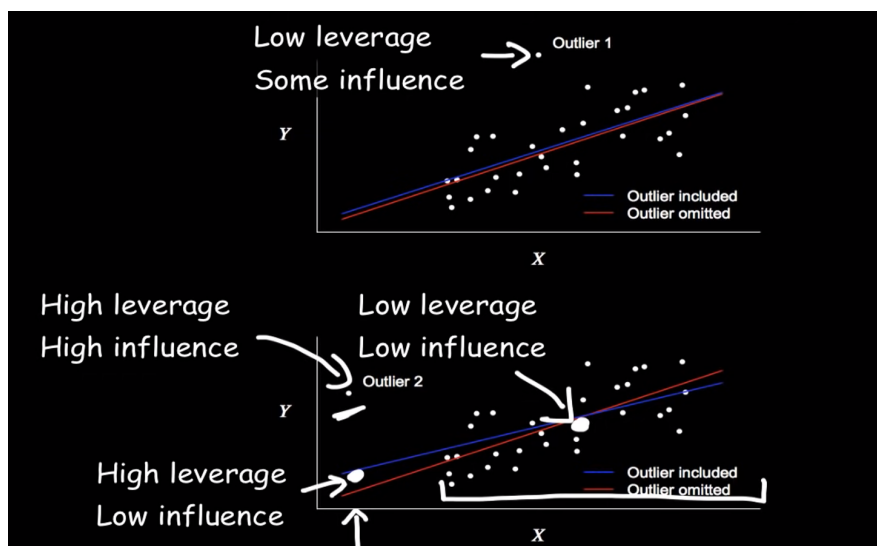 Low leverage
Some influence
Outlier 1
Y
Outlier included
Outlier omitted
X
High leverage
High influence
Low leverage
Low influence
Outlier 2
Y
High leverage
Low influence
Outlier included
Outlier omitted
X